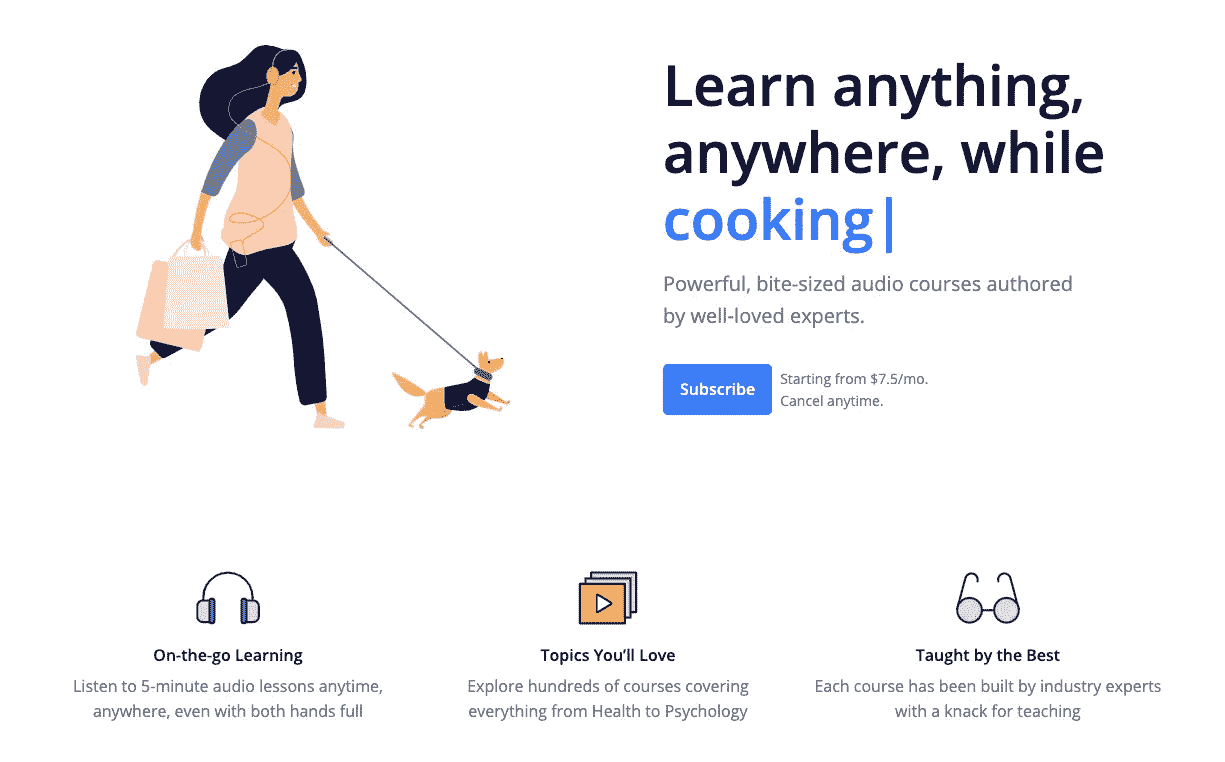 Learn anything,
anywhere, while
cooking|
Powerful, bite-sized audio courses authored
by well-loved experts.
Subscribe
Starting from $7.5/mo.
Cancel anytime.
On-the-go Learning
Listen to 5-minute audio lessons anytime,
anywhere, even with both hands full
Topics You’ll Love
Explore hundreds of courses covering
everything from Health to Psychology
Taught by the Best
Each course has been built by industry experts
with a knack for teaching